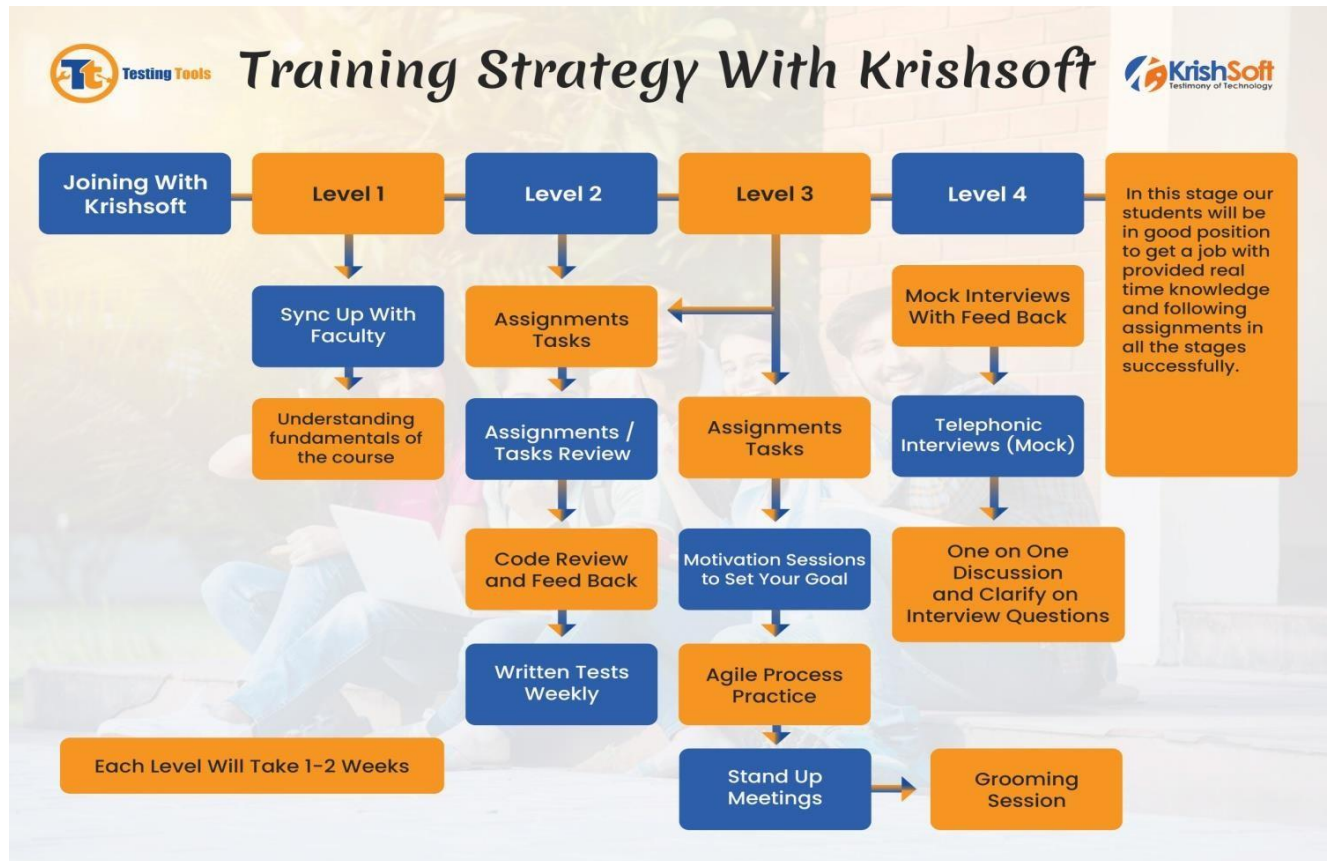 Tt Testing Tools
Training Strategy With Krishsoft
KrishSoft
Testimony of Technology
Joining With
Krishsoft
Level 1
Level 2
Level 3
Level 4
In this stage our
students will be
in good position
to get a job with
provided real
time knowledge
and following
assignments in
all the stages
successfully.
Sync Up With
Faculty
Understanding
fundamentals of
the course
Assignments
Tasks
Assignments /
Tasks Review
Code Review
and Feed Back
Written Tests
Weekly
Assignments
Tasks
Motivation Sessions
to Set Your Goal
Agile Process
Practice
Stand Up
Meetings
Grooming
Session
Mock Interviews
With Feed Back
Telephonic
Interviews (Mock)
One on One
Discussion
and Clarify on
Interview Questions
Each Level Will Take 1-2 Weeks